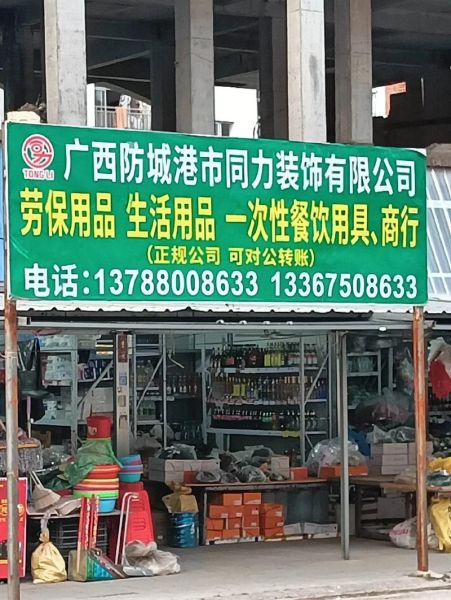 TONG LI
广西防城港市同力装饰有限公司
劳保用品 生活用品 一次性餐饮用具、商行
(正规公司 可对公转账)
电话:13788008633 13367508633